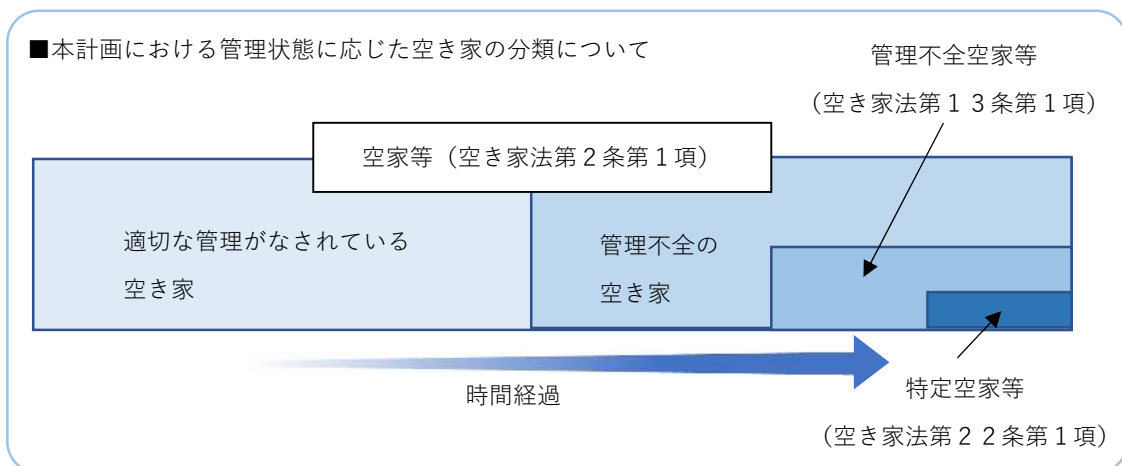 ■本計画における管理状態に応じた空き家の分類について
管理不全空家等
（空き家法第１３条第１項）
空家等（空き家法第２条第１項）
適切な管理がなされている
空き家
管理不全の
空き家
時間経過
特定空家等
（空き家法第２２条第１項）